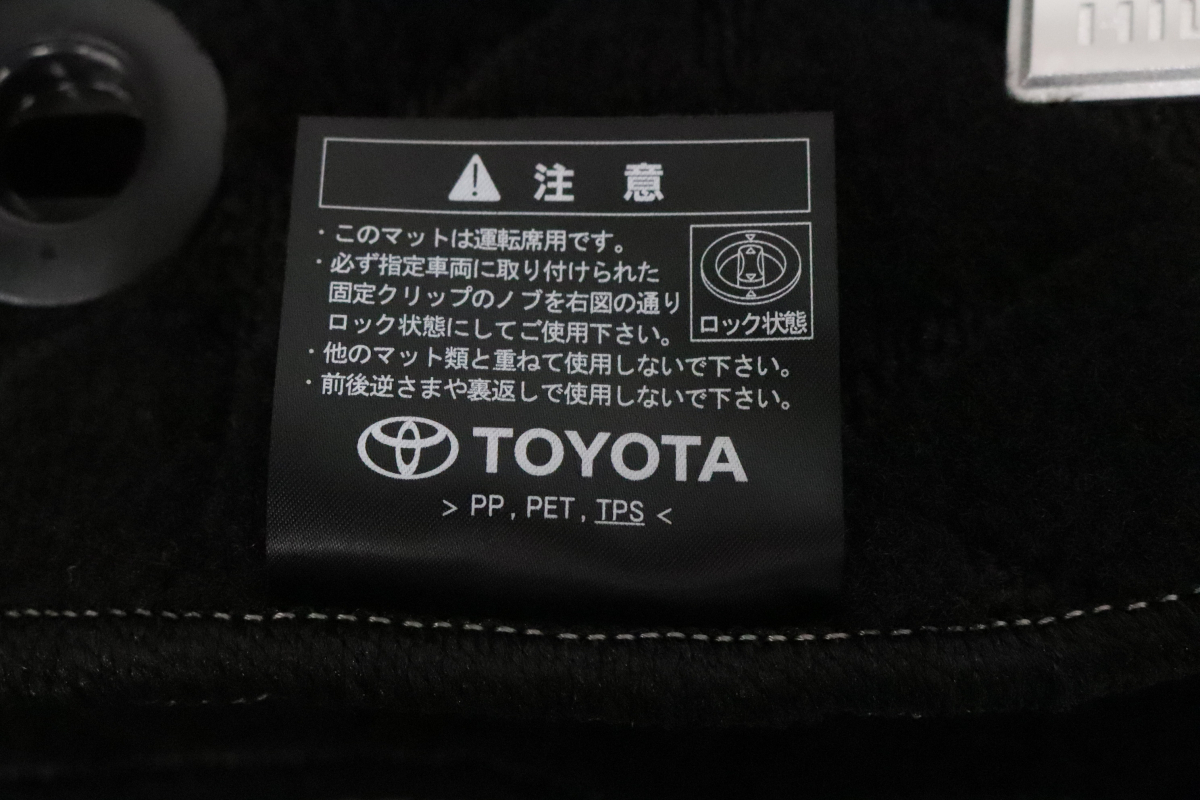 注意
・このマットは運転席用です。
・必ず指定車両に取り付けられた
固定クリップのノブを右図の通り
ロック状態にしてご使用下さい。
ロック状態
・他のマット類と重ねて使用しないで下さい。
・前後逆さまや裏返しで使用しないで下さい。
TOYOTA
> PP, PET, TPS <